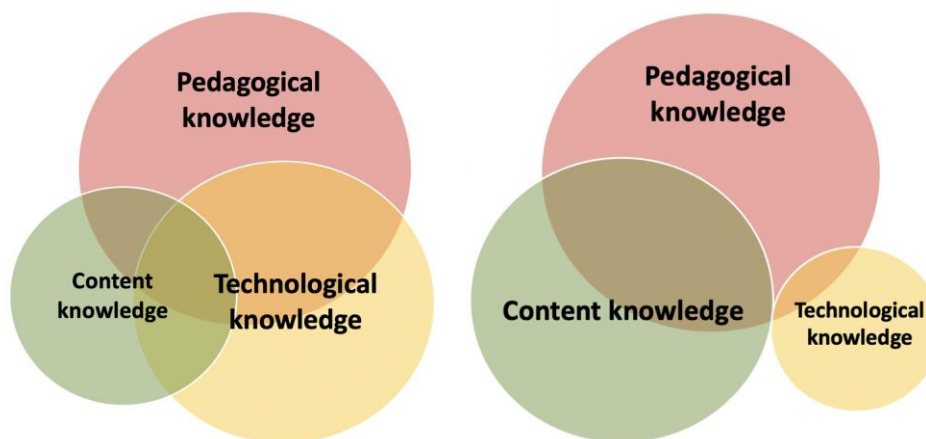 Pedagogical
knowledge
Content
knowledge
Technological
knowledge
Pedagogical
knowledge
Content knowledge
Technological
knowledge